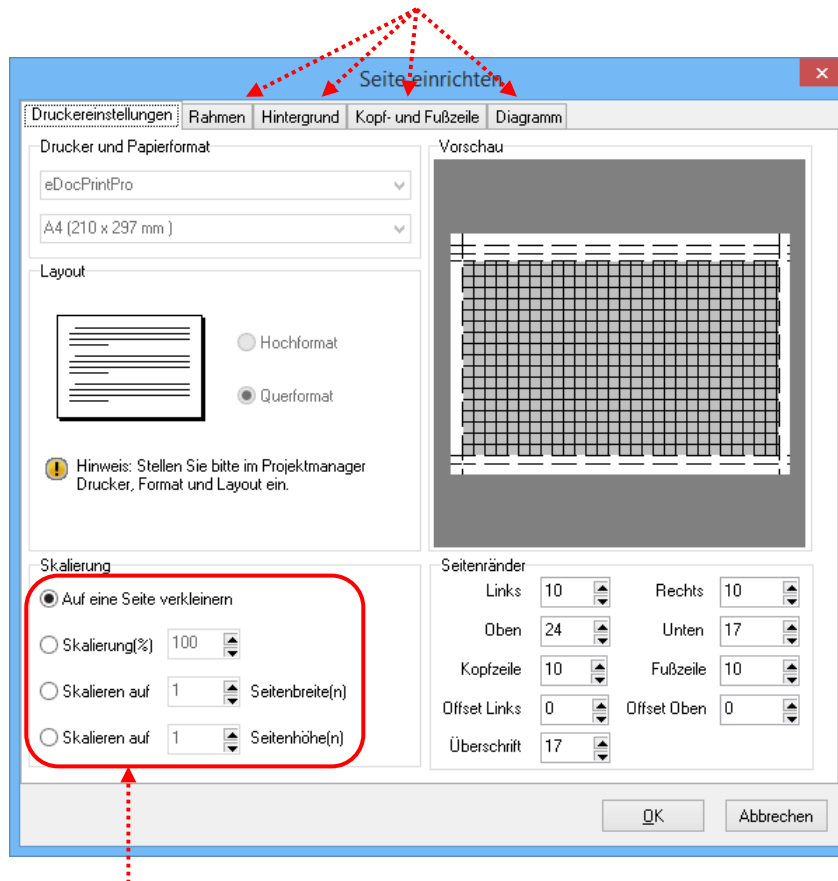 Seite einrichten
Druckereinstellungen Rahmen Hintergrund Kopf- und Fußzeile Diagramm
Drucker und Papierformat
eDocPrintPro
A4 (210 x 297 mm )
Layout
Hochformat
Querformat
Hinweis: Stellen Sie bitte im Projektmanager
Drucker, Format und Layout ein.
Vorschau
Skalierung
Auf eine Seite verkleinern
Skalierung(%) 100
Skalieren auf 1 Seitenbreite(n)
Skalieren auf 1 Seitenhöhe(n)
Seitenränder
Links 10 Rechts 10
Oben 24 Unten 17
Kopfzeile 10 Fußzeile 10
Offset Links 0 Offset Oben 0
Überschrift 17
OK Abbrechen